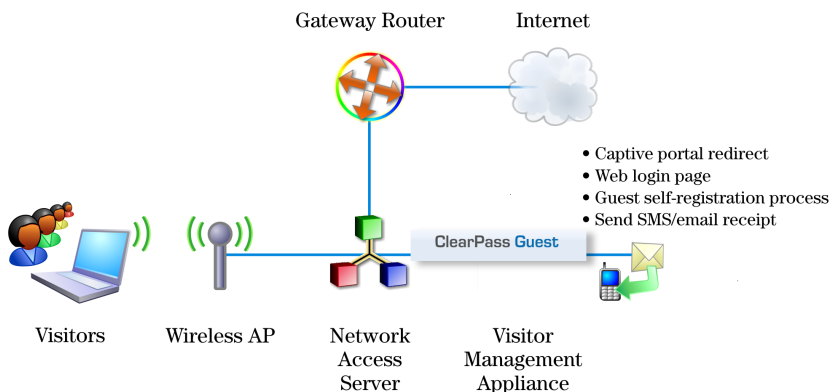 Gateway Router
Internet
• Captive portal redirect
• Web login page
• Guest self-registration process
• Send SMS/email receipt
ClearPass Guest
Visitors
Wireless AP
Network
Access
Server
Visitor
Management
Appliance